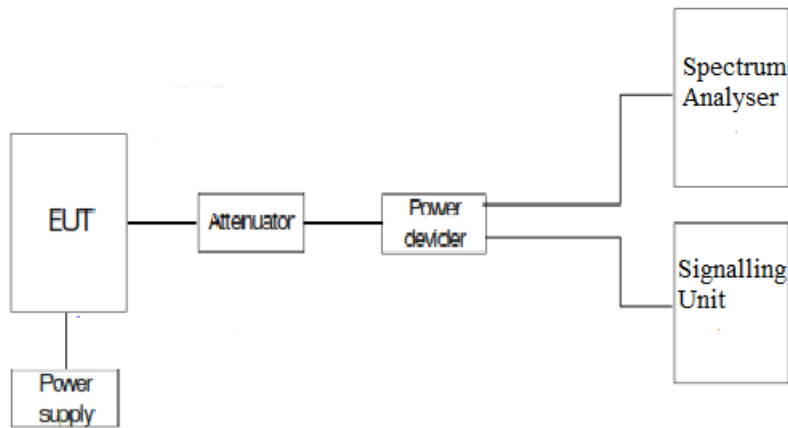 Spectrum
Analyser
EUT
Attenuator
Power
devider
Signalling
Unit
Power
supply